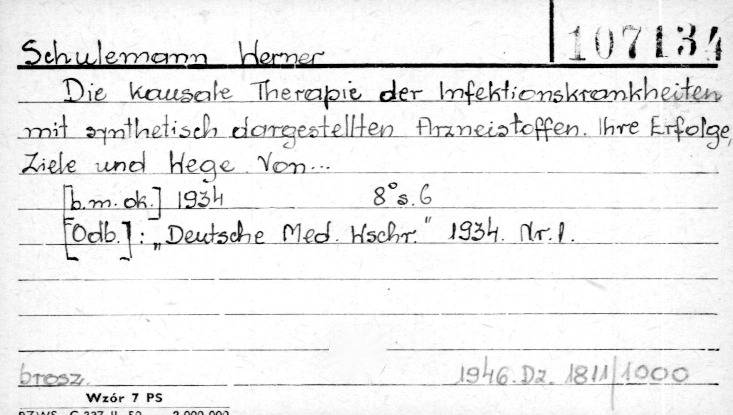 Schulemann Werner 107134
Die kausale Therapie der Infektionskrankheiten
mit synthetisch dargestellten Arzneistoffen. Ihre Erfolge,
Ziele und Wege. Von...
[b.m. ok.] 1934 8° s. 6
[Odb.]: „Deutsche Med. Wschr." 1934. Nr. 1.
brosz. 1946. Dz. 1811/1000
Wzór 7 PS